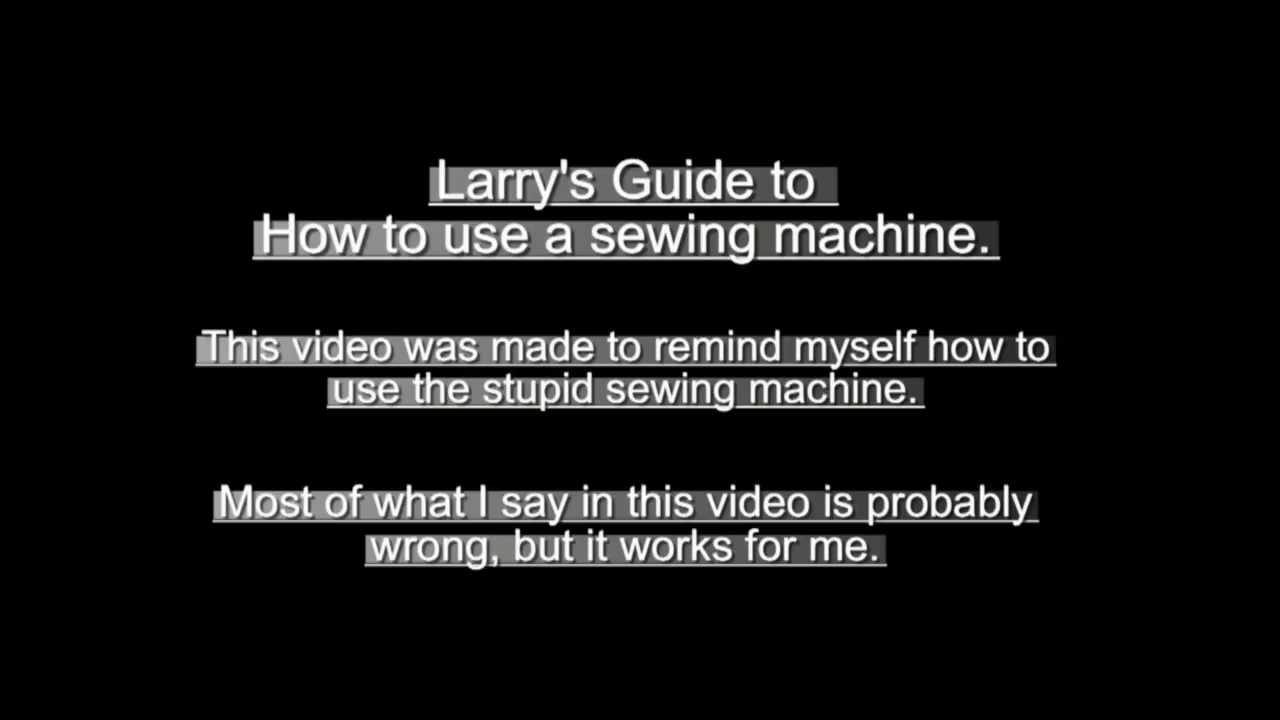 Larry's Guide to
How to use a sewing machine.
This video was made to remind myself how to
use the stupid sewing machine.
Most of what I say in this video is probably
wrong, but it works for me.